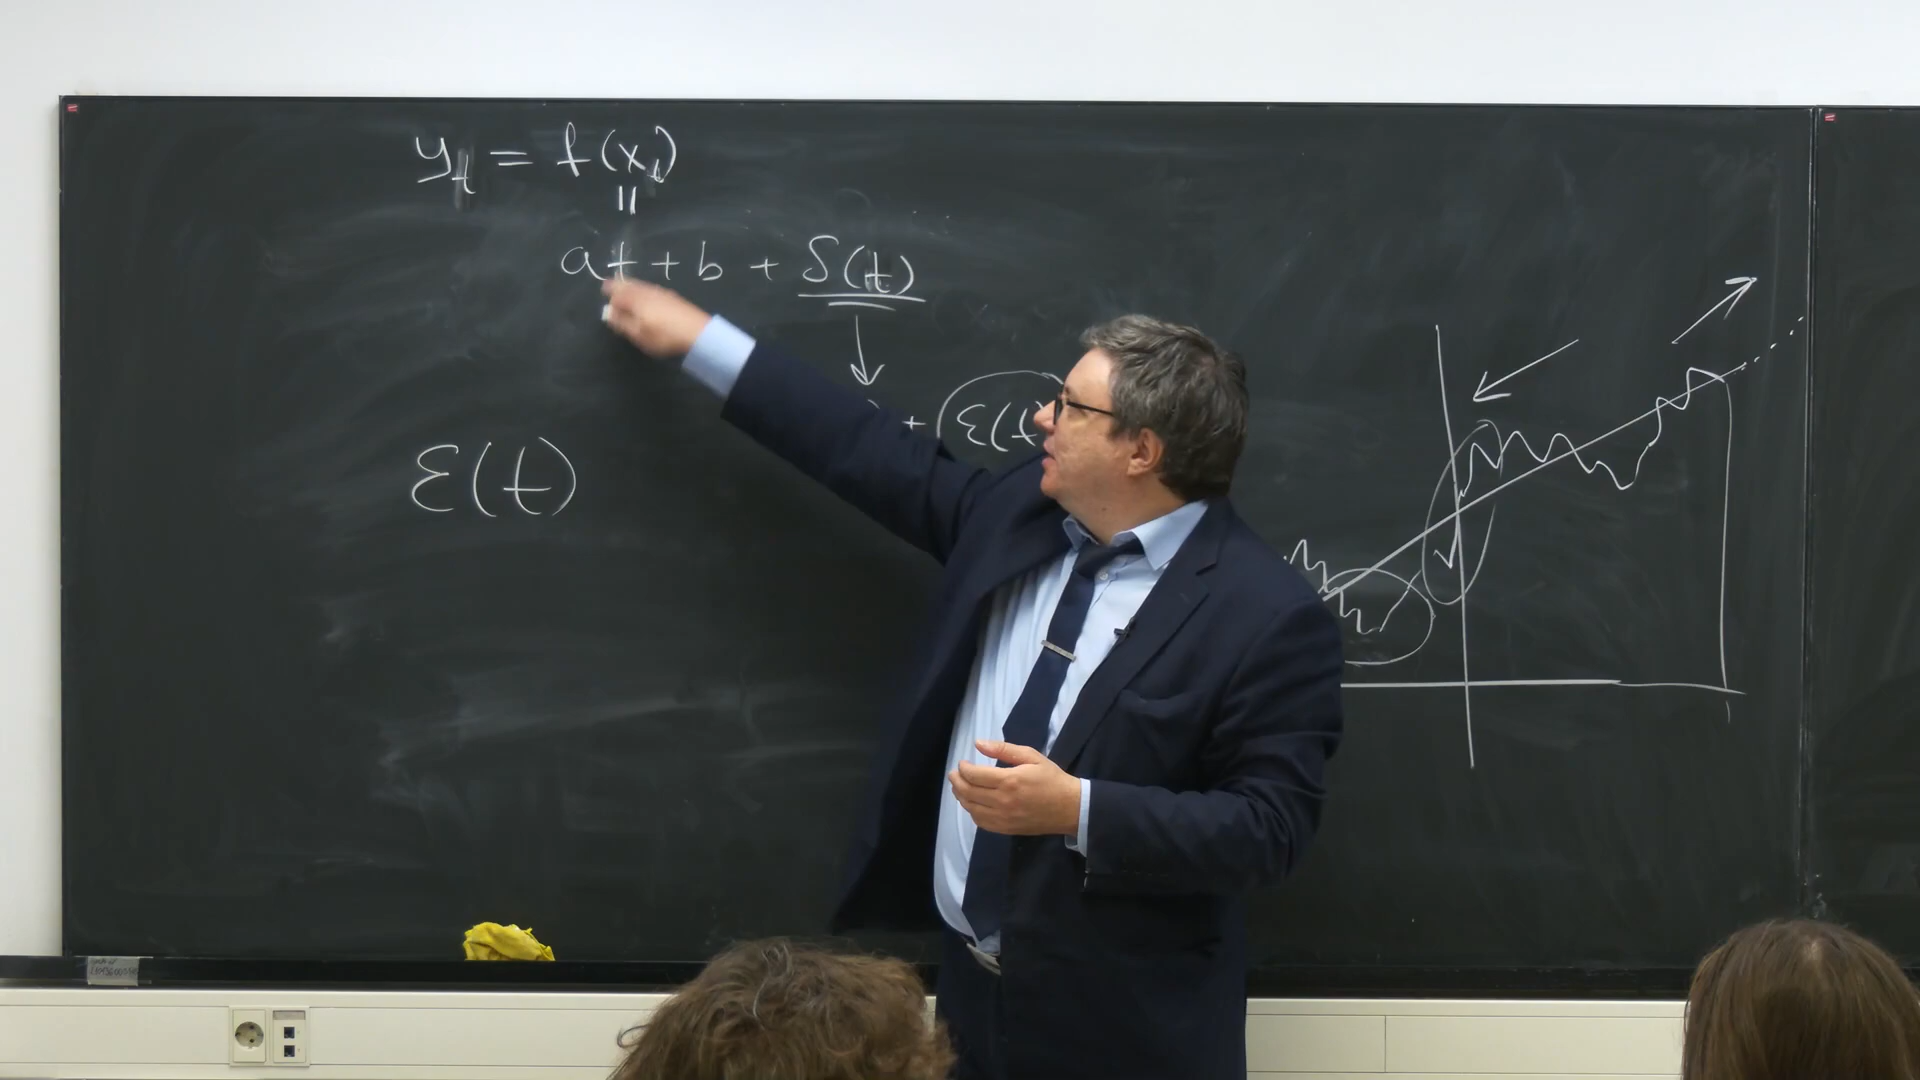 y_t = f(x_t)
||
at + b + S(t)
+ ε(t)
ε(t)